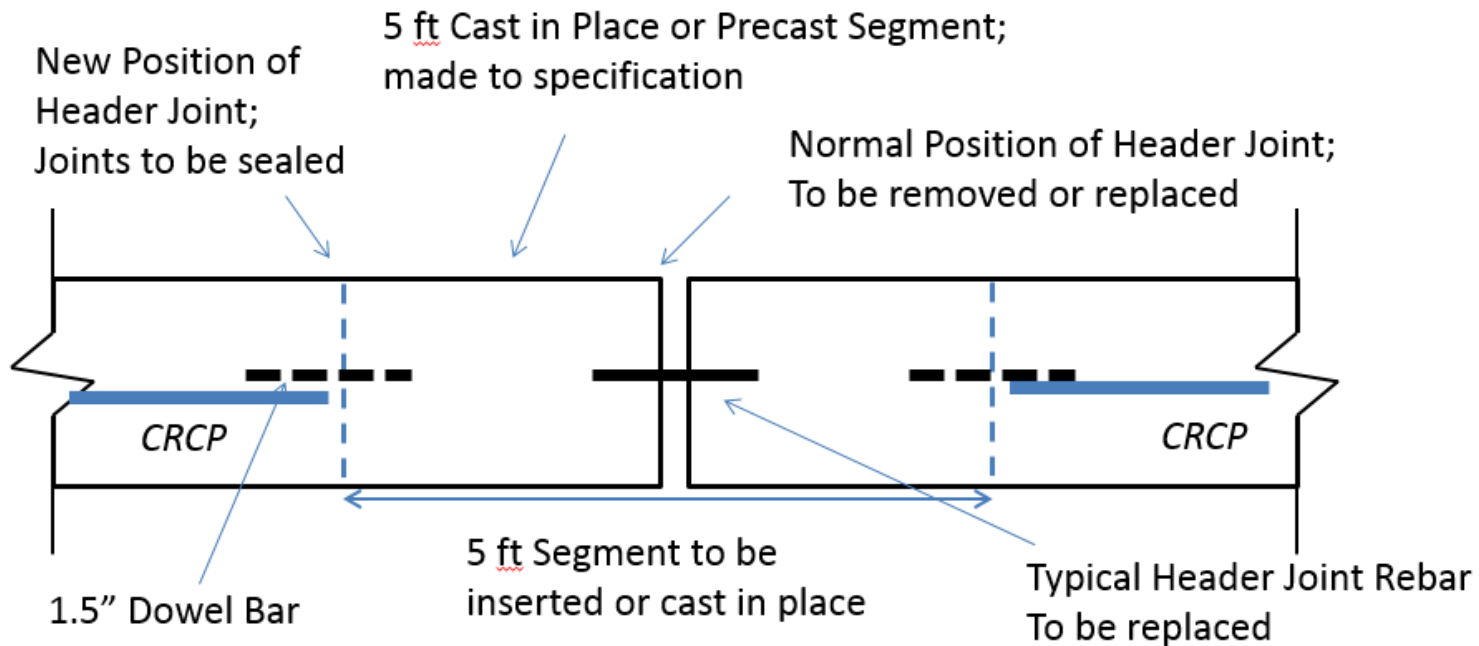 5 ft Cast in Place or Precast Segment;
made to specification
New Position of
Header Joint;
Joints to be sealed
Normal Position of Header Joint;
To be removed or replaced
CRCP
CRCP
5 ft Segment to be
inserted or cast in place
1.5” Dowel Bar
Typical Header Joint Rebar
To be replaced